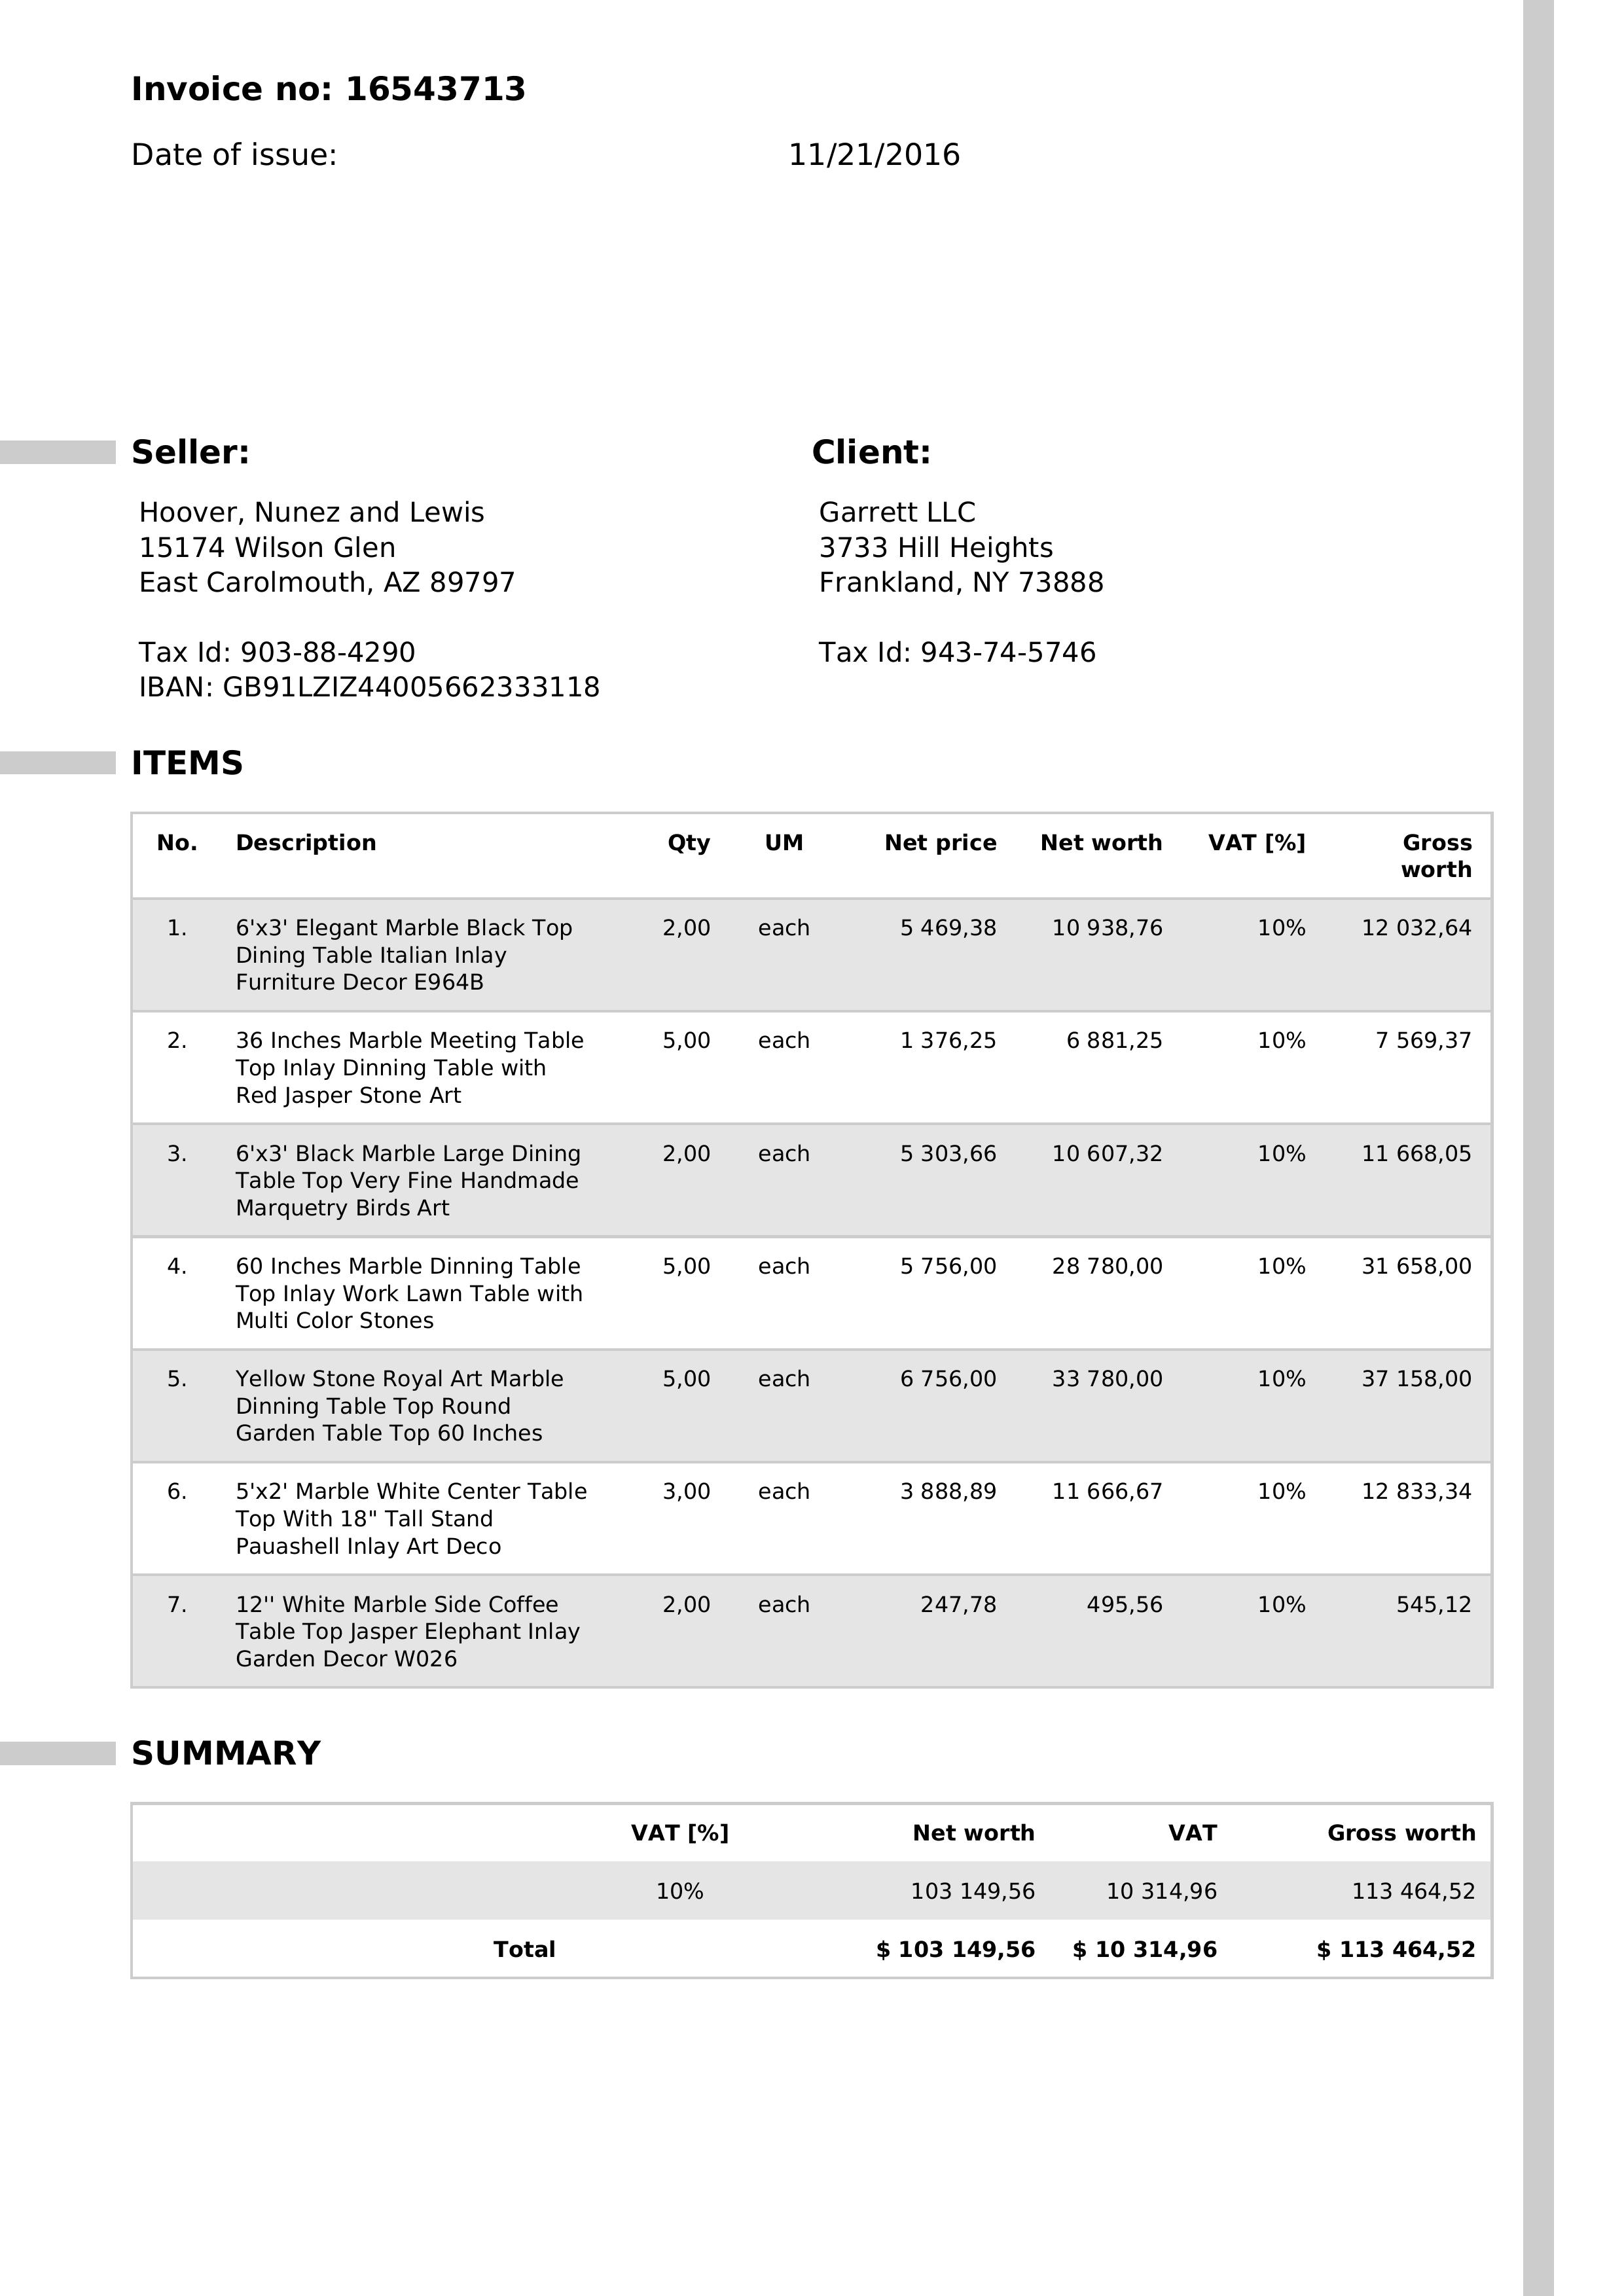 Invoice no: 16543713
Date of issue: 11/21/2016
Seller:
Hoover, Nunez and Lewis
15174 Wilson Glen
East Carolmouth, AZ 89797
Tax Id: 903-88-4290
IBAN: GB91LZIZ44005662333118
Client:
Garrett LLC
3733 Hill Heights
Frankland, NY 73888
Tax Id: 943-74-5746
ITEMS
No. Description Qty UM Net price Net worth VAT [%] Gross
worth
1. 6'x3' Elegant Marble Black Top 2,00 each 5 469,38 10 938,76 10% 12 032,64
Dining Table Italian Inlay
Furniture Decor E964B
2. 36 Inches Marble Meeting Table 5,00 each 1 376,25 6 881,25 10% 7 569,37
Top Inlay Dinning Table with
Red Jasper Stone Art
3. 6'x3' Black Marble Large Dining 2,00 each 5 303,66 10 607,32 10% 11 668,05
Table Top Very Fine Handmade
Marquetry Birds Art
4. 60 Inches Marble Dinning Table 5,00 each 5 756,00 28 780,00 10% 31 658,00
Top Inlay Work Lawn Table with
Multi Color Stones
5. Yellow Stone Royal Art Marble 5,00 each 6 756,00 33 780,00 10% 37 158,00
Dinning Table Top Round
Garden Table Top 60 Inches
6. 5'x2' Marble White Center Table 3,00 each 3 888,89 11 666,67 10% 12 833,34
Top With 18" Tall Stand
Pauashell Inlay Art Deco
7. 12'' White Marble Side Coffee 2,00 each 247,78 495,56 10% 545,12
Table Top Jasper Elephant Inlay
Garden Decor W026
SUMMARY
VAT [%] Net worth VAT Gross worth
10% 103 149,56 10 314,96 113 464,52
Total $ 103 149,56 $ 10 314,96 $ 113 464,52